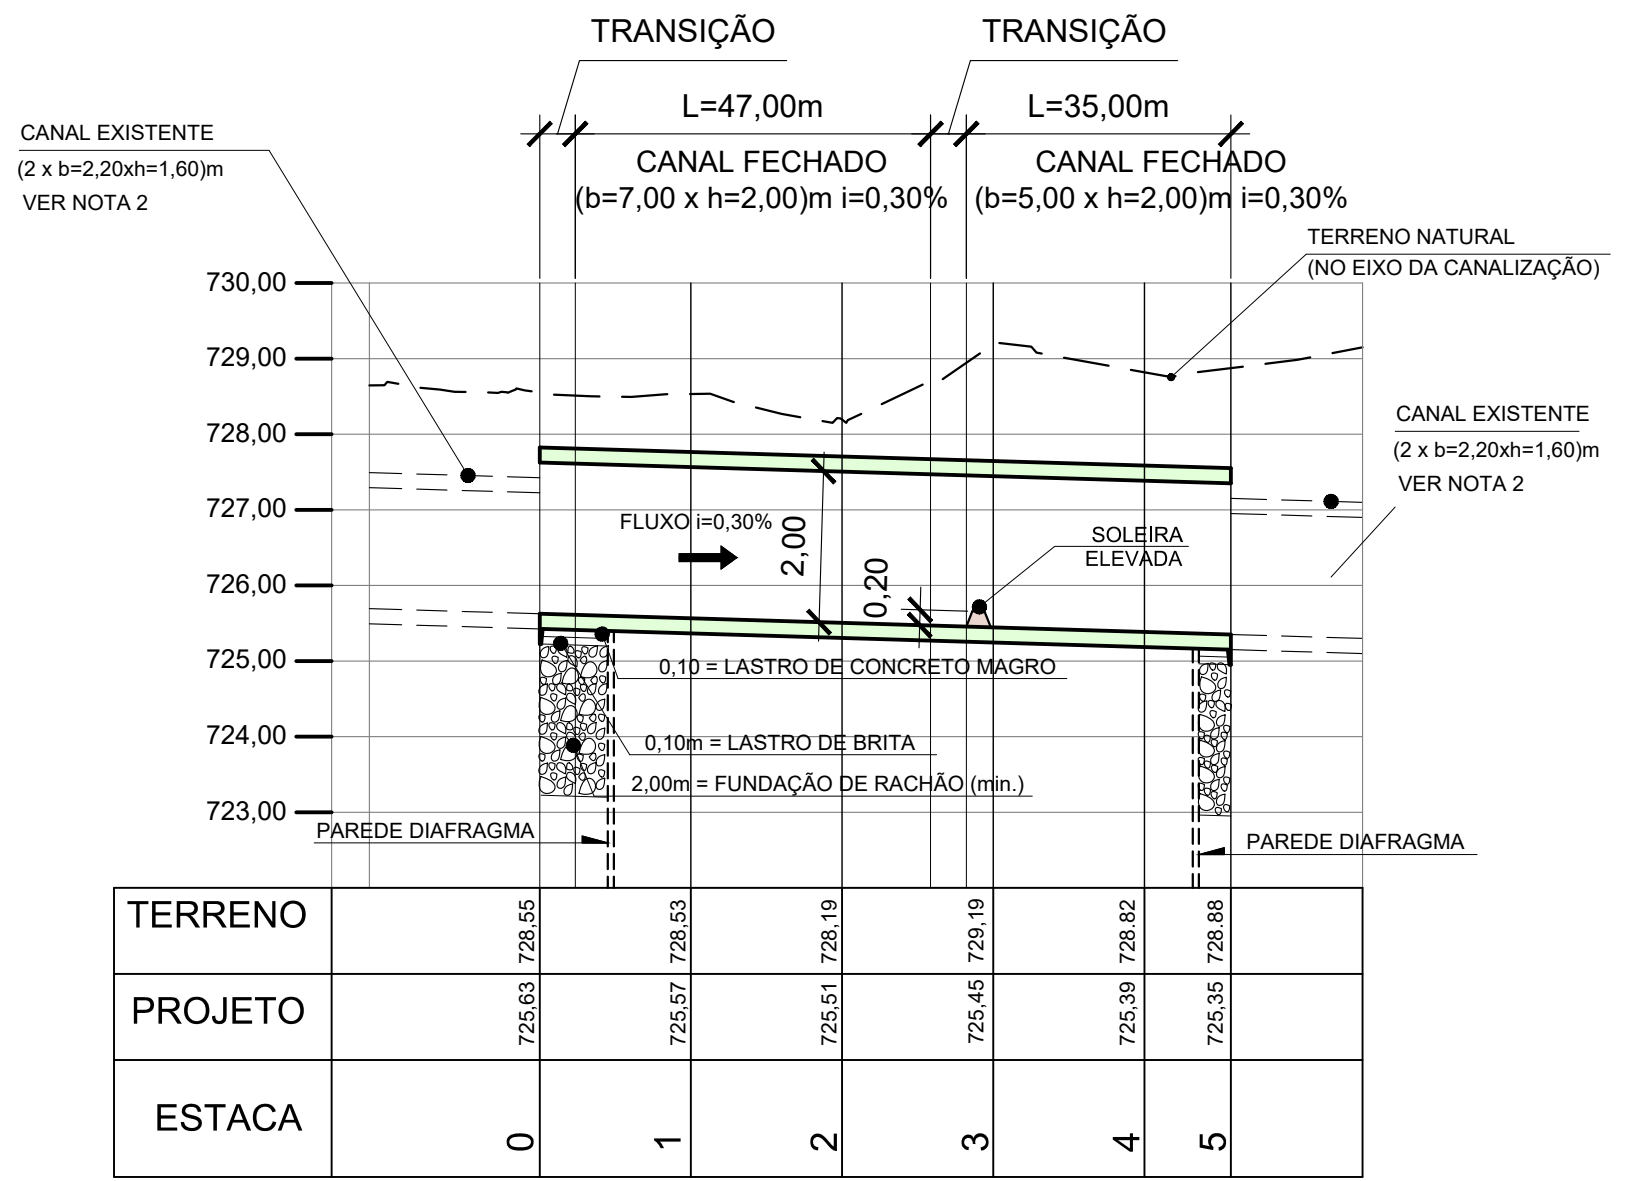 TRANSIÇÃO
TRANSIÇÃO
L=47,00m
L=35,00m
CANAL EXISTENTE
(2 x b=2,20xh=1,60)m
VER NOTA 2
CANAL FECHADO
(b=7,00 x h=2,00)m i=0,30%
CANAL FECHADO
(b=5,00 x h=2,00)m i=0,30%
TERRENO NATURAL
(NO EIXO DA CANALIZAÇÃO)
730,00
729,00
728,00
727,00
726,00
725,00
724,00
723,00
CANAL EXISTENTE
(2 x b=2,20xh=1,60)m
VER NOTA 2
FLUXO i=0,30%
2,00
0,20
SOLEIRA
ELEVADA
0,10 = LASTRO DE CONCRETO MAGRO
0,10m = LASTRO DE BRITA
2,00m = FUNDAÇÃO DE RACHÃO (min.)
PAREDE DIAFRAGMA
PAREDE DIAFRAGMA
TERRENO 728,55 728,53 728,19 729,19 728.82 728.88
PROJETO 725,63 725,57 725,51 725,45 725,39 725,35
ESTACA 0 1 2 3 4 5